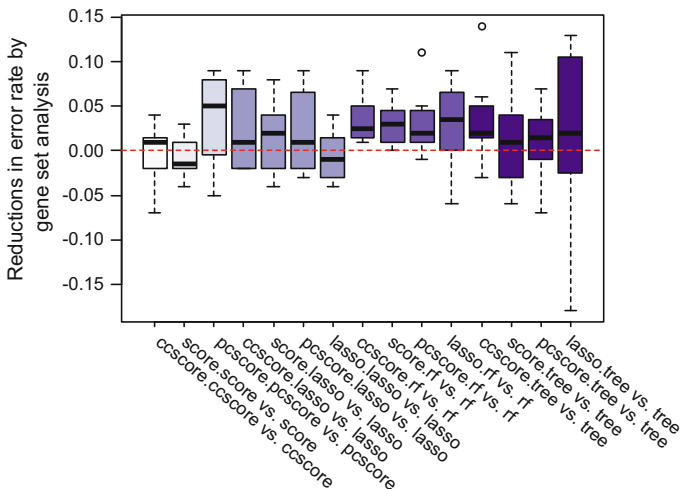 Reductions in error rate by
gene set analysis
0.15
0.10
0.05
0.00
-0.05
-0.10
-0.15
ccscore.ccscore vs. ccscore
score.score vs. score
pcscore.pcscore vs. pcscore
ccscore.lasso vs. lasso
score.lasso vs. lasso
pcscore.lasso vs. lasso
lasso.lasso vs. lasso
ccscore.rf vs. rf
score.rf vs. rf
pcscore.rf vs. rf
lasso.rf vs. rf
ccscore.tree vs. tree
score.tree vs. tree
pcscore.tree vs. tree
lasso.tree vs. tree